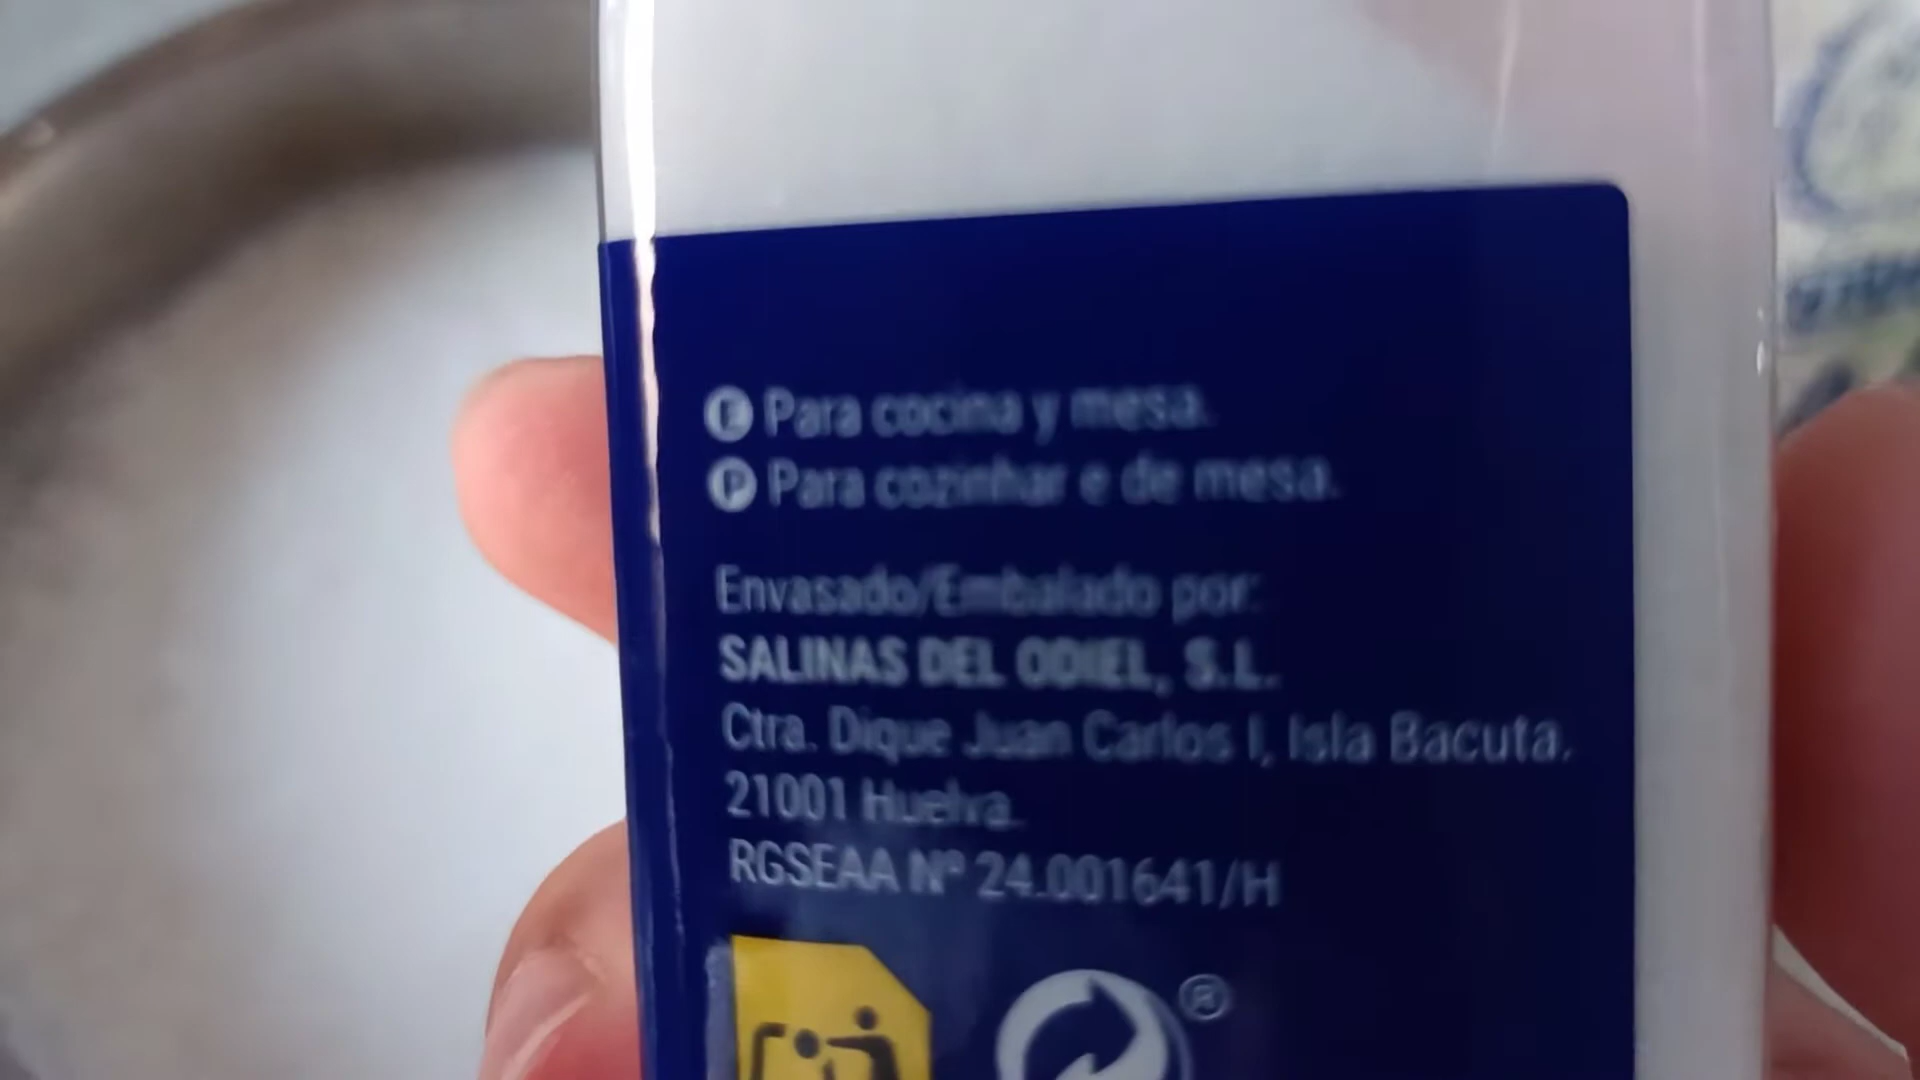 E Para cocina y mesa.
P Para cozinhar e de mesa.
Envasado/Embalado por:
SALINAS DEL ODIEL, S.L.
Ctra. Dique Juan Carlos I, Isla Bacuta.
21001 Huelva.
RGSEAA Nº 24.001641/H
®